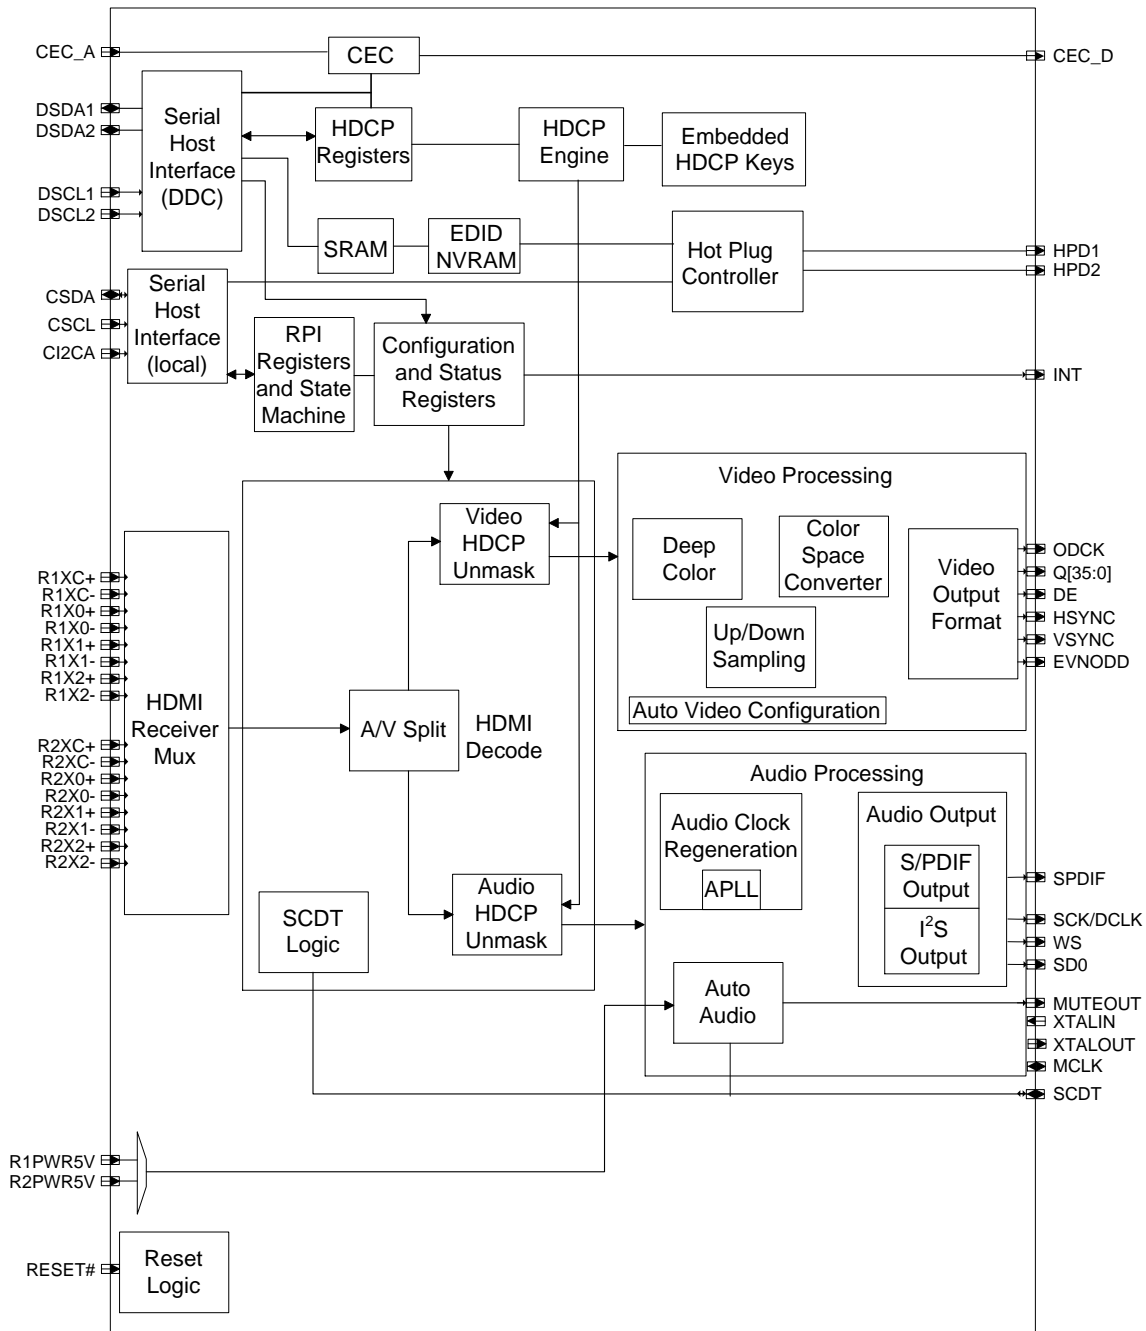 CEC_A
CEC
CEC_D
DSDA1
DSDA2
DSCL1
DSCL2
Serial
Host
Interface
(DDC)
HDCP
Registers
HDCP
Engine
Embedded
HDCP Keys
SRAM
EDID
NVRAM
Hot Plug
Controller
HPD1
HPD2
CSDA
CSCL
CI2CA
Serial
Host
Interface
(local)
RPI
Registers
and State
Machine
Configuration
and Status
Registers
INT
Video Processing
Video
HDCP
Unmask
Deep
Color
Color
Space
Converter
Up/Down
Sampling
Auto Video Configuration
Video
Output
Format
ODCK
Q[35:0]
DE
HSYNC
VSYNC
EVNODD
R1XC+
R1XC-
R1X0+
R1X0-
R1X1+
R1X1-
R1X2+
R1X2-
R2XC+
R2XC-
R2X0+
R2X0-
R2X1+
R2X1-
R2X2+
R2X2-
HDMI
Receiver
Mux
A/V Split
HDMI
Decode
SCDT
Logic
Audio
HDCP
Unmask
Audio Processing
Audio Clock
Regeneration
APLL
Audio Output
S/PDIF
Output
I²S
Output
Auto
Audio
SPDIF
SCK/DCLK
WS
SD0
MUTEOUT
XTALIN
XTALOUT
MCLK
SCDT
R1PWR5V
R2PWR5V
RESET#
Reset
Logic